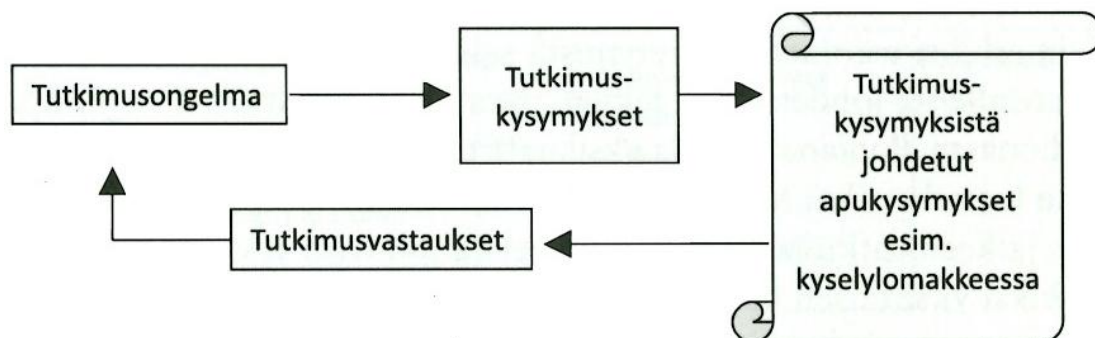 Tutkimusongelma
Tutkimus-
kysymykset
Tutkimus-
kysymyksistä
johdetut
apukysymykset
esim.
kyselylomakkeessa
Tutkimusvastaukset